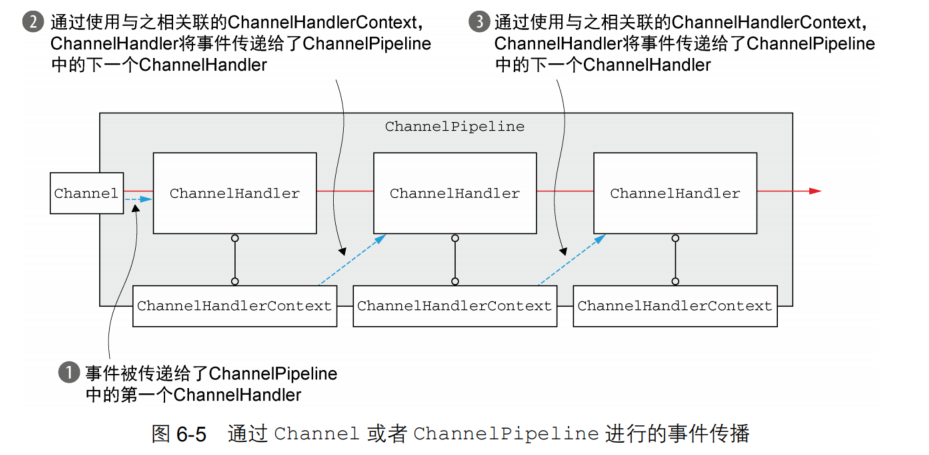 ❷ 通过使用与之相关联的ChannelHandlerContext,
ChannelHandler将事件传递给了ChannelPipeline
中的下一个ChannelHandler
❸ 通过使用与之相关联的ChannelHandlerContext,
ChannelHandler将事件传递给了ChannelPipeline
中的下一个ChannelHandler
ChannelPipeline
Channel
ChannelHandler
ChannelHandler
ChannelHandler
ChannelHandlerContext
ChannelHandlerContext
ChannelHandlerContext
❶ 事件被传递给了ChannelPipeline
中的第一个ChannelHandler
图 6-5 通过 Channel 或者 ChannelPipeline 进行的事件传播